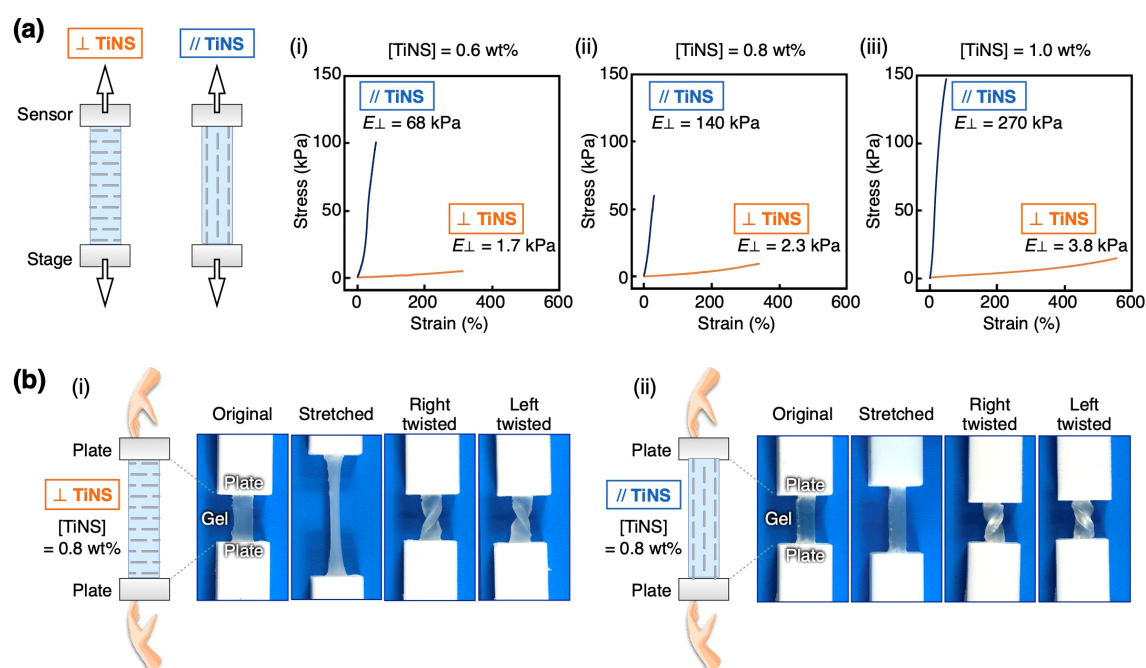 (a)
⊥ TiNS
// TiNS
Sensor
Stage
(i)
[TiNS] = 0.6 wt%
Stress (kPa)
150
100
50
0
// TiNS
E⊥ = 68 kPa
⊥ TiNS
E⊥ = 1.7 kPa
0 200 400 600
Strain (%)
(ii)
[TiNS] = 0.8 wt%
Stress (kPa)
150
100
50
0
// TiNS
E⊥ = 140 kPa
⊥ TiNS
E⊥ = 2.3 kPa
0 200 400 600
Strain (%)
(iii)
[TiNS] = 1.0 wt%
Stress (kPa)
150
100
50
0
// TiNS
E⊥ = 270 kPa
⊥ TiNS
E⊥ = 3.8 kPa
0 200 400 600
Strain (%)
(b)
(i)
Plate
⊥ TiNS
[TiNS]
= 0.8 wt%
Plate
Original
Stretched
Right
twisted
Left
twisted
Plate
Gel
Plate
(ii)
Plate
// TiNS
[TiNS]
= 0.8 wt%
Plate
Original
Stretched
Right
twisted
Left
twisted
Plate
Gel
Plate